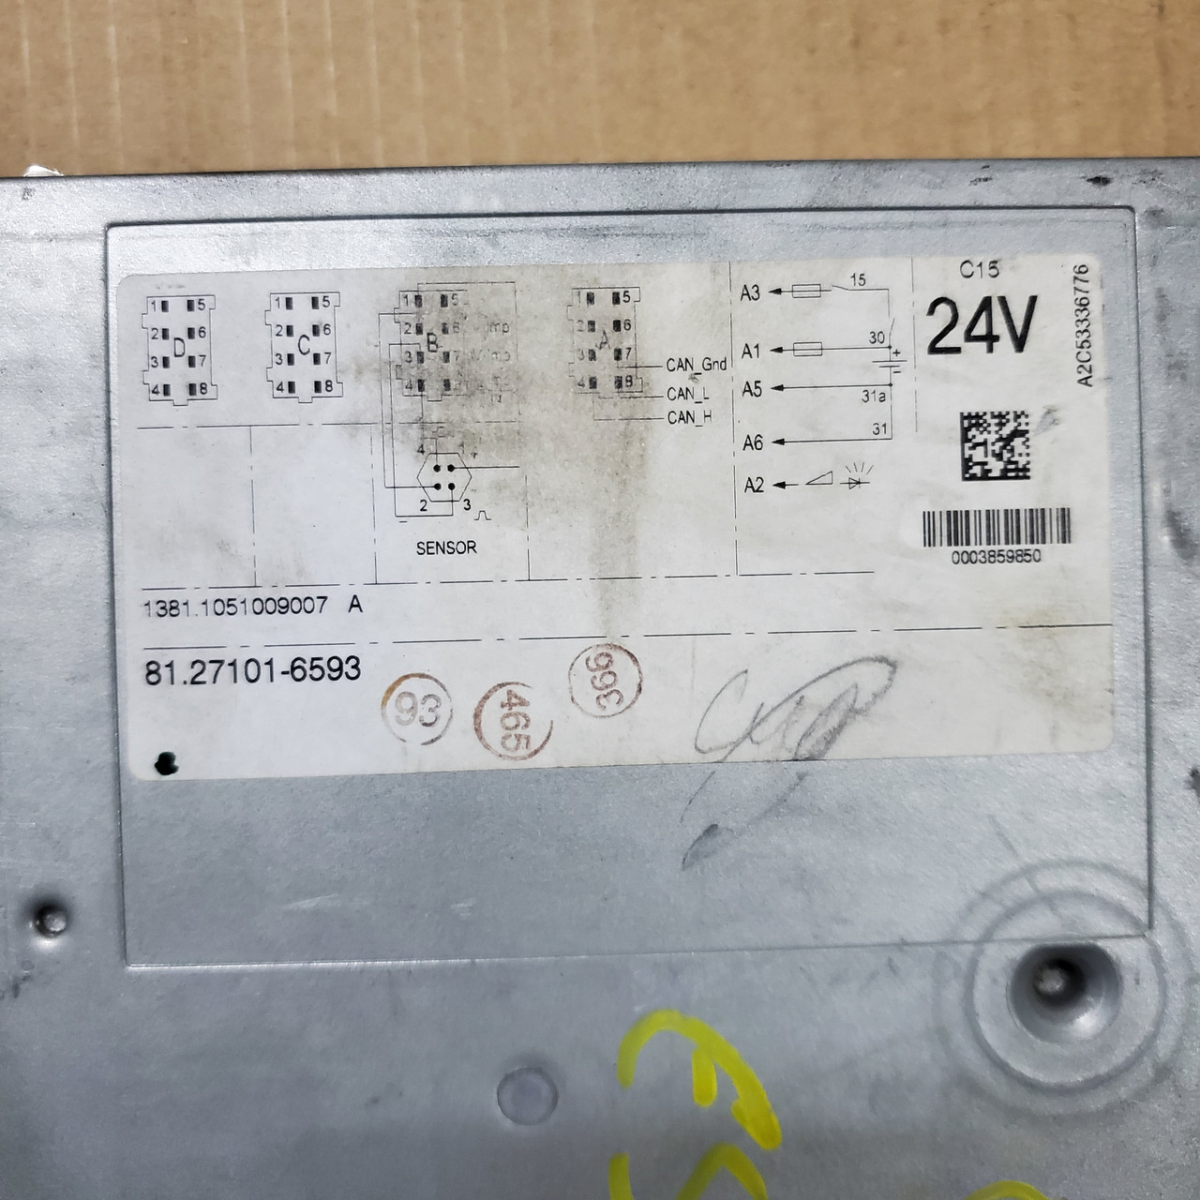 1 5
2 6
D
3 7
4 8
1 5
2 6
C
3 7
4 8
1 5
2 6
B
3 7
4
1 5
2 6
A
3 7
4 8
CAN_Gnd
CAN_L
CAN_H
4 1 +
2 3
−
SENSOR
A3 15
A1 30
+
−
A5 31a
A6 31
A2
C15
24V
A2C53336776
0003859850
1381.1051009007 A
81.27101-6593
93
465
366